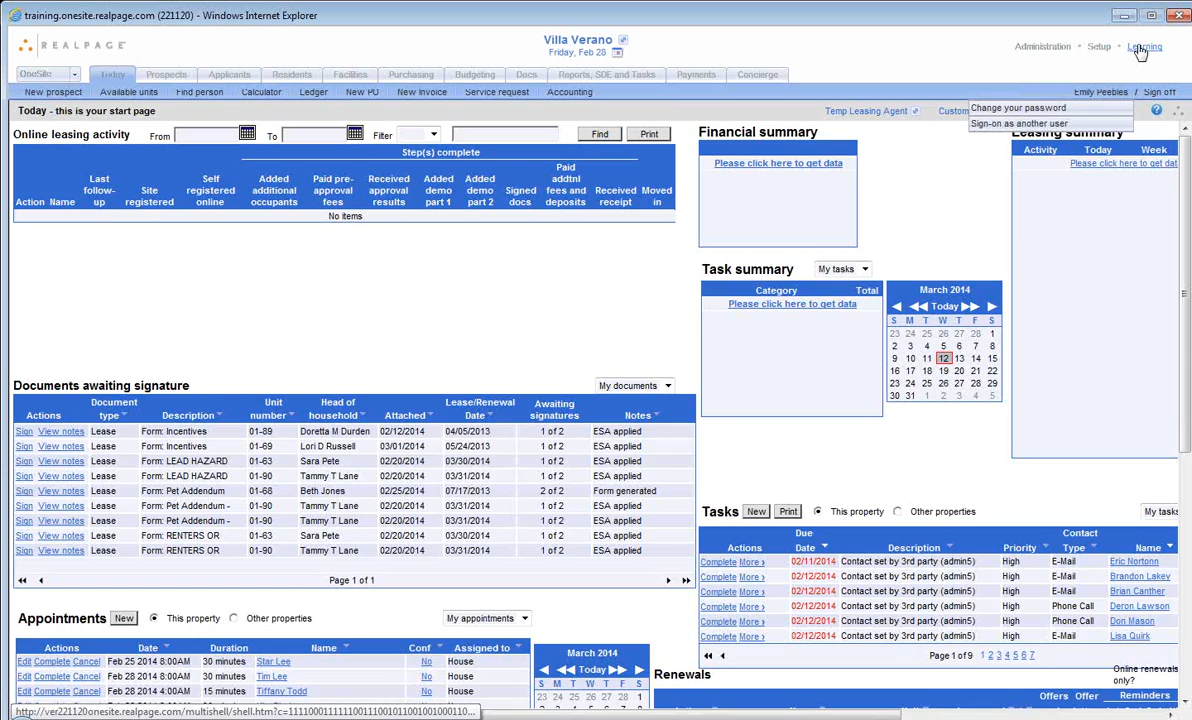 training.onesite.realpage.com (221120) - Windows Internet Explorer
REALPAGE
Villa Verano
Friday, Feb 28
Administration • Setup • Learning
OneSite Today Prospects Applicants Residents Facilities Purchasing Budgeting Docs Reports, SDE and Tasks Payments Concierge
New prospect Available units Find person Calculator Ledger New PO New Invoice Service request Accounting Emily Peebles / Sign off
Change your password
Sign-on as another user
Today - this is your start page Temp Leasing Agent Custom
Online leasing activity From To Filter Find Print
Step(s) complete
Action Name Last follow-up Site registered Self registered online Added additional occupants Paid pre-approval fees Received approval results Added demo part 1 Added demo part 2 Signed docs Paid addtnl fees and deposits Received receipt Moved in
No items
Financial summary
Please click here to get data
Leasing summary
Activity Today Week
Please click here to get dat
Task summary My tasks
Category Total
Please click here to get data
March 2014
Today
S M T W T F S
23 24 25 26 27 28 1
2 3 4 5 6 7 8
9 10 11 12 13 14 15
16 17 18 19 20 21 22
23 24 25 26 27 28 29
30 31 1 2 3 4 5
Documents awaiting signature My documents
Actions Document type Description Unit number Head of household Attached Lease/Renewal Date Awaiting signatures Notes
Sign View notes Lease Form: Incentives 01-89 Doretta M Durden 02/12/2014 04/05/2013 1 of 2 ESA applied
Sign View notes Lease Form: Incentives 01-69 Lori D Russell 03/01/2014 05/24/2013 1 of 2 ESA applied
Sign View notes Lease Form: LEAD HAZARD 01-63 Sara Pete 02/20/2014 03/30/2014 1 of 2 ESA applied
Sign View notes Lease Form: LEAD HAZARD 01-90 Tammy T Lane 02/20/2014 03/31/2014 1 of 2 ESA applied
Sign View notes Lease Form: Pet Addendum 01-68 Beth Jones 02/25/2014 07/17/2013 2 of 2 Form generated
Sign View notes Lease Form: Pet Addendum - 01-90 Tammy T Lane 02/20/2014 03/31/2014 1 of 2 ESA applied
Sign View notes Lease Form: Pet Addendum - 01-90 Tammy T Lane 02/20/2014 03/31/2014 1 of 2 ESA applied
Sign View notes Lease Form: RENTERS OR 01-63 Sara Pete 02/20/2014 03/30/2014 1 of 2 ESA applied
Sign View notes Lease Form: RENTERS OR 01-90 Tammy T Lane 02/20/2014 03/31/2014 1 of 2 ESA applied
Page 1 of 1
Tasks New Print This property Other properties My tasks
Actions Due Date Description Priority Contact Type Name
Complete More › 02/11/2014 Contact set by 3rd party (admin5) High E-Mail Eric Nortonn
Complete More › 02/12/2014 Contact set by 3rd party (admin5) High E-Mail Brandon Lakey
Complete More › 02/12/2014 Contact set by 3rd party (admin5) High E-Mail Brian Canther
Complete More › 02/12/2014 Contact set by 3rd party (admin5) High Phone Call Deron Lawson
Complete More › 02/12/2014 Contact set by 3rd party (admin5) High Phone Call Don Mason
Complete More › 02/12/2014 Contact set by 3rd party (admin5) High E-Mail Lisa Quirk
Page 1 of 9 1 2 3 4 5 6 7
Appointments New This property Other properties My appointments
Actions Date Duration Name Conf Assigned to
Edit Complete Cancel Feb 25 2014 8:00AM 30 minutes Star Lee No House
Edit Complete Cancel Feb 28 2014 8:00AM 30 minutes Tim Lee No House
Edit Complete Cancel Feb 28 2014 4:00AM 15 minutes Tiffany Todd No House
March 2014
Today
S M T W T F S
23 24 25 26 27 28 1
Renewals Online renewals only?
Offers Offer Reminders
http://ver221120onesite.realpage.com/multishell/shell.htm?c=